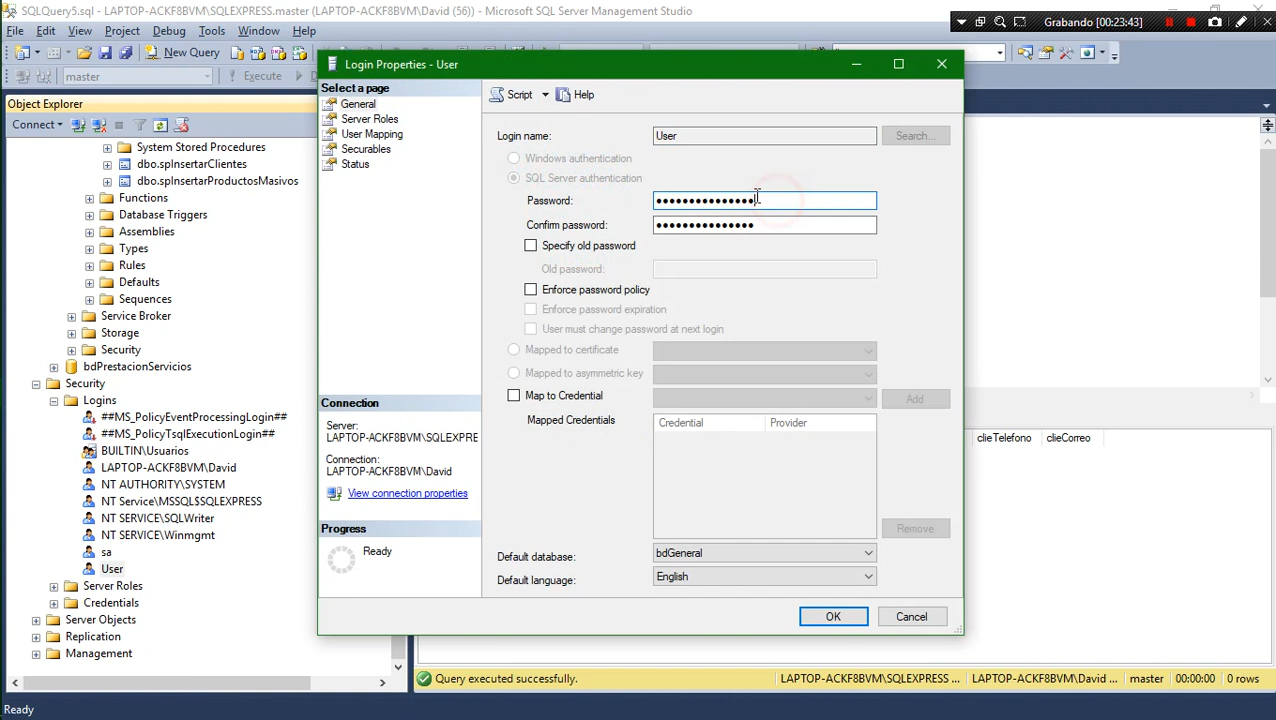 SQLQuery5.sql - LAPTOP-ACKF8BVM\SQLEXPRESS.master (LAPTOP-ACKF8BVM\David (56)) - Microsoft SQL Server Management Studio
Grabando [00:23:43]
File Edit View Project Debug Tools Window Help
New Query
master
Execute
Object Explorer
Connect
System Stored Procedures
dbo.spInsertarClientes
dbo.spInsertarProductosMasivos
Functions
Database Triggers
Assemblies
Types
Rules
Defaults
Sequences
Service Broker
Storage
Security
bdPrestacionServicios
Security
Logins
##MS_PolicyEventProcessingLogin##
##MS_PolicyTsqlExecutionLogin##
BUILTIN\Usuarios
LAPTOP-ACKF8BVM\David
NT AUTHORITY\SYSTEM
NT Service\MSSQL$SQLEXPRESS
NT SERVICE\SQLWriter
NT SERVICE\Winmgmt
sa
User
Server Roles
Credentials
Server Objects
Replication
Management
Login Properties - User
Select a page
General
Server Roles
User Mapping
Securables
Status
Connection
Server:
LAPTOP-ACKF8BVM\SQLEXPRE
Connection:
LAPTOP-ACKF8BVM\David
View connection properties
Progress
Ready
Script Help
Login name: User Search...
Windows authentication
SQL Server authentication
Password: •••••••••••••••
Confirm password: •••••••••••••••
Specify old password
Old password:
Enforce password policy
Enforce password expiration
User must change password at next login
Mapped to certificate
Mapped to asymmetric key
Map to Credential Add
Mapped Credentials Credential Provider
Remove
Default database: bdGeneral
Default language: English
OK Cancel
clieTelefono clieCorreo
Query executed successfully. LAPTOP-ACKF8BVM\SQLEXPRESS ... LAPTOP-ACKF8BVM\David ... master 00:00:00 0 rows
Ready